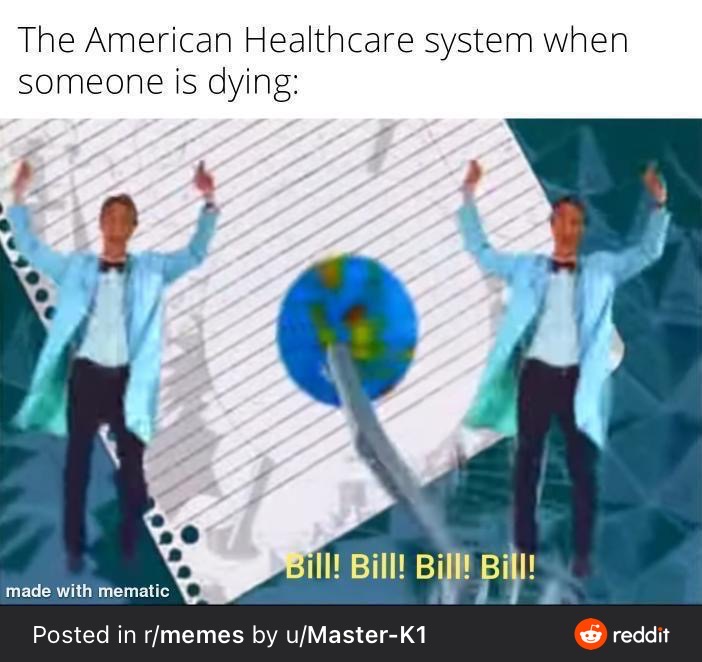 The American Healthcare system when
someone is dying:
Bill! Bill! Bill! Bill!
made with mematic
Posted in r/memes by u/Master-K1
reddit